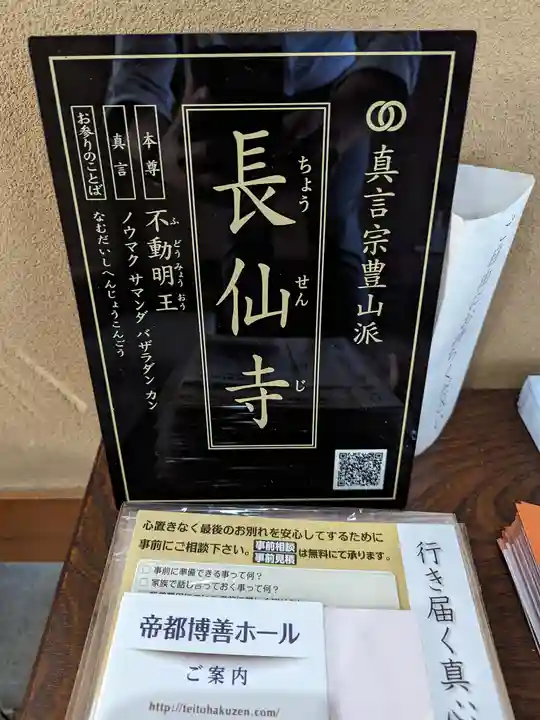 真言宗豊山派
長仙寺
ちょう せん じ
本尊 不動明王
ふ どう みょう おう
真言 ノウマク サマンダ バザラダン カン
お参りのことば なむだいしへんじょうこんごう
心置きなく最後のお別れを安心してするために
事前にご相談下さい。事前相談 事前見積 は無料にて承ります。
□事前に準備できる事って何?
□家族で話し合っておく事って何?
帝都博善ホール
ご案内
http://teitohakuzen.com/
行き届く真心